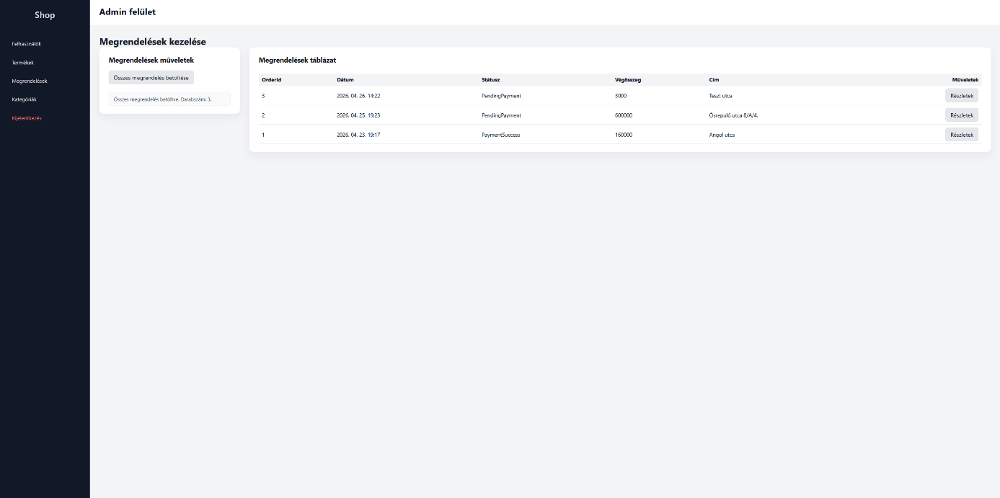 Shop
Felhasználók
Termékek
Megrendelések
Kategóriák
Kijelentkezés
Admin felület
Megrendelések kezelése
Megrendelések műveletek
Összes megrendelés betöltése
Összes megrendelés betöltve. Darabszám: 3.
Megrendelések táblázat
OrderId Dátum Státusz Végösszeg Cím Műveletek
3 2026. 04. 26. 14:22 PendingPayment 3000 Teszt utca Részletek
2 2026. 04. 25. 19:23 PendingPayment 600000 Ősrepülő utca 8/A/4. Részletek
1 2026. 04. 23. 19:17 PaymentSuccess 160000 Angol utca Részletek